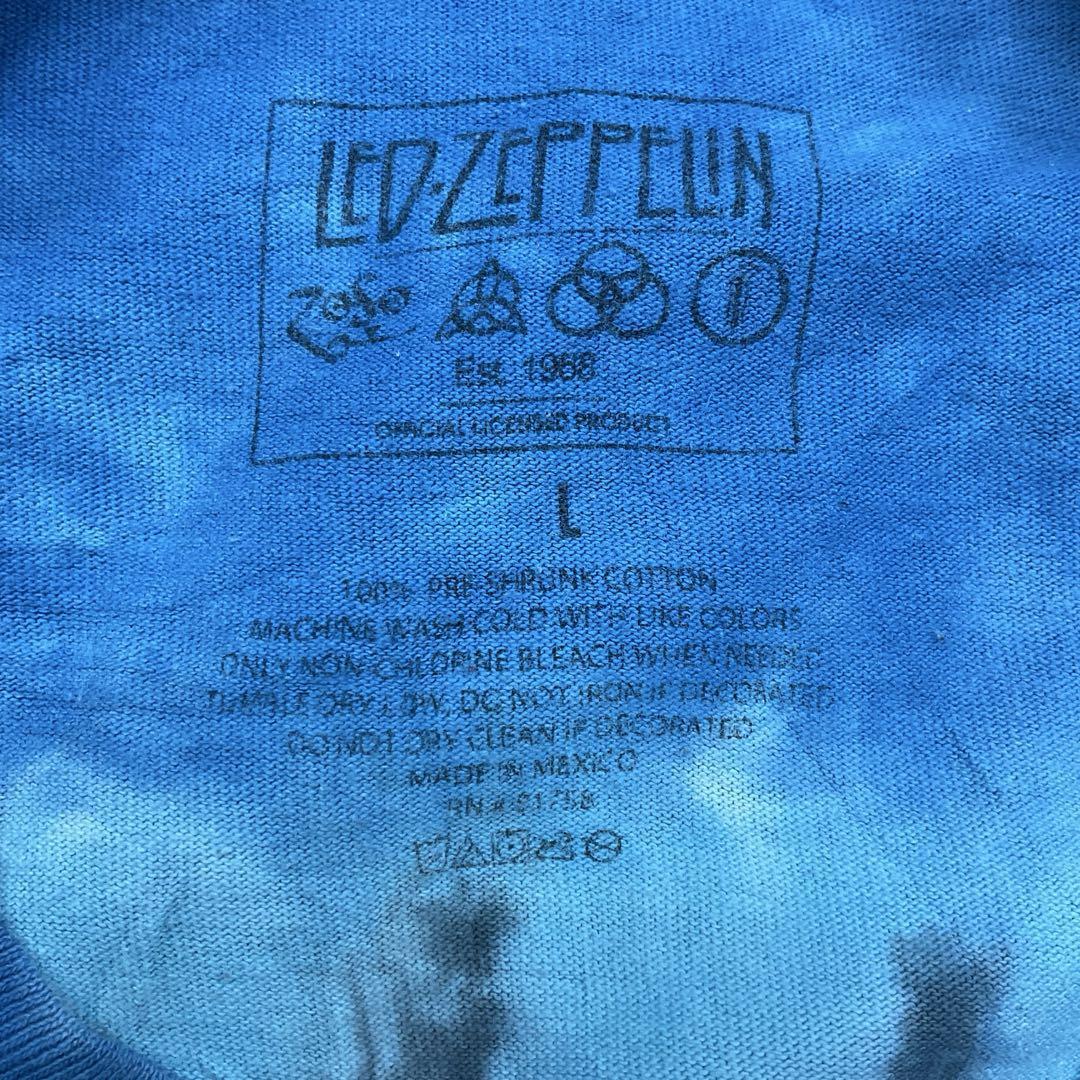 LED·ZEPPELIN
Est. 1968
OFFICIAL LICENSED PRODUCT
L
100% PRE-SHRUNK COTTON
MACHINE WASH COLD WITH LIKE COLORS
ONLY NON-CHLORINE BLEACH WHEN NEEDED
TUMBLE DRY LOW, DO NOT IRON IF DECORATED
DO NOT DRY CLEAN IF DECORATED
MADE IN MEXICO
RN #